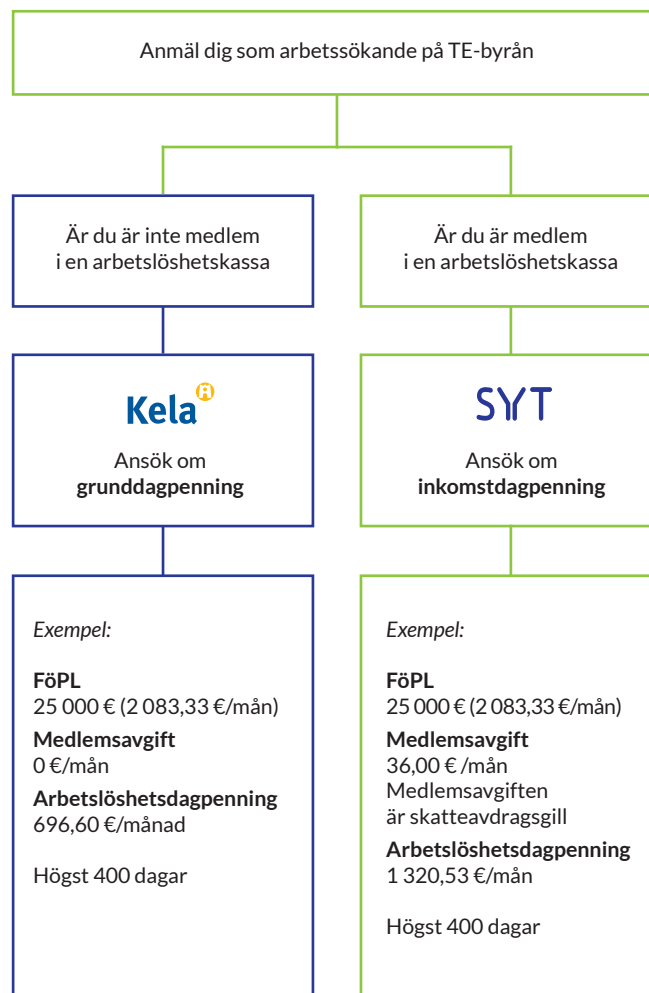 Anmäl dig som arbetssökande på TE-byrån
Är du är inte medlem
i en arbetslöshetskassa
Kela
Ansök om
grunddagpenning
Exempel:
FöPL
25 000 € (2 083,33 €/mån)
Medlemsavgift
0 €/mån
Arbetslöshetsdagpenning
696,60 €/månad
Högst 400 dagar
Är du är medlem
i en arbetslöshetskassa
SYT
Ansök om
inkomstdagpenning
Exempel:
FöPL
25 000 € (2 083,33 €/mån)
Medlemsavgift
36,00 € /mån
Medlemsavgiften
är skatteavdragsgill
Arbetslöshetsdagpenning
1 320,53 €/mån
Högst 400 dagar